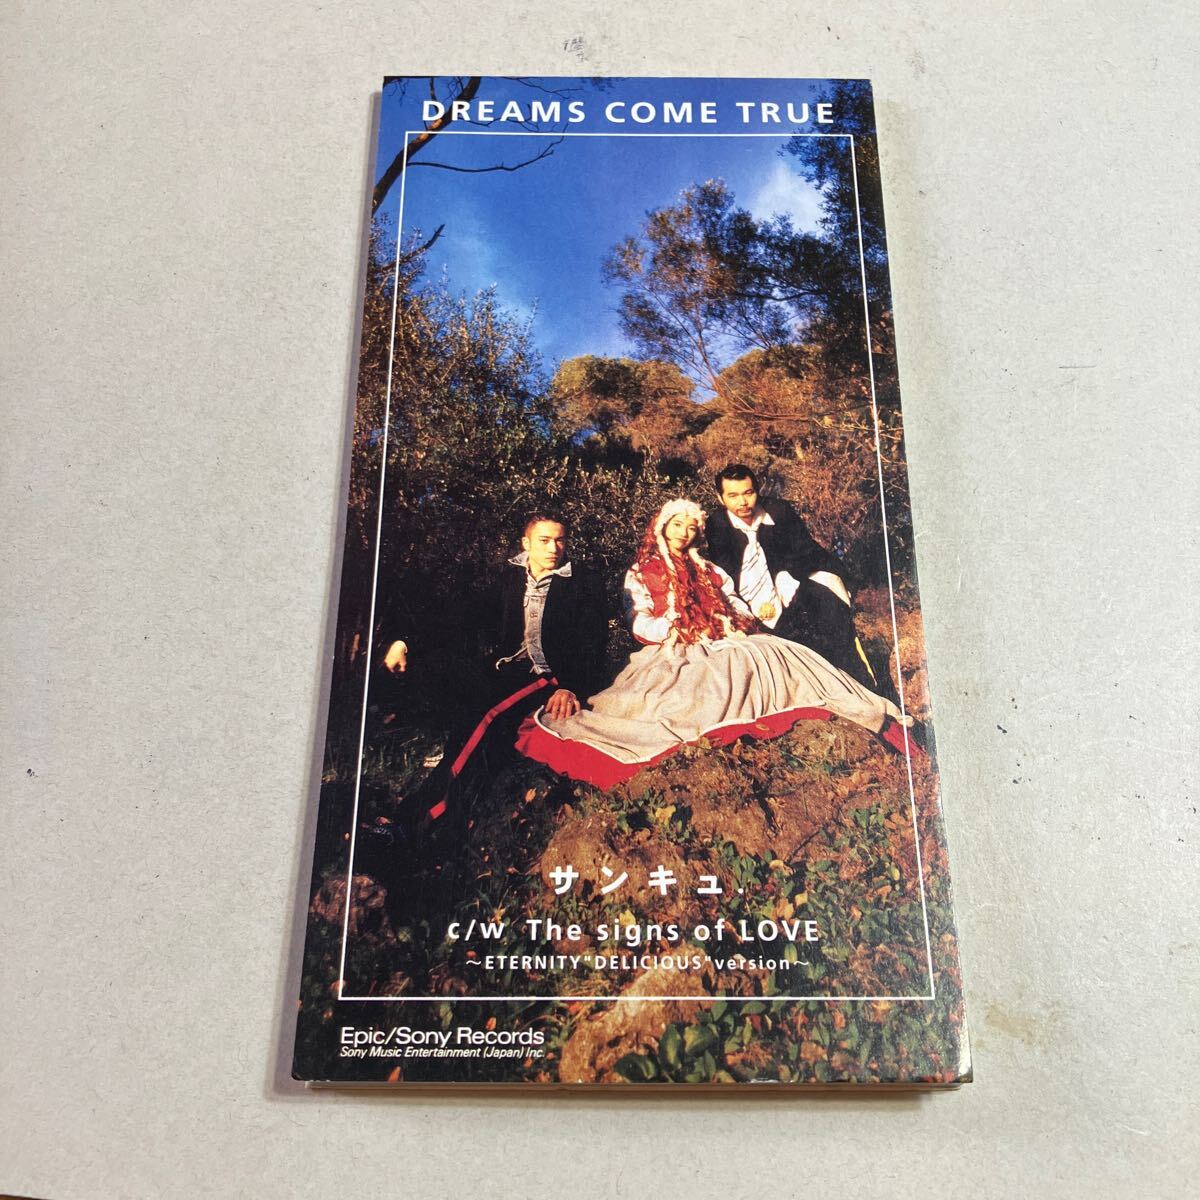 DREAMS COME TRUE
サンキュ.
c/w The signs of LOVE
〜ETERNITY"DELICIOUS"version〜
Epic/Sony Records
Sony Music Entertainment (Japan) Inc.